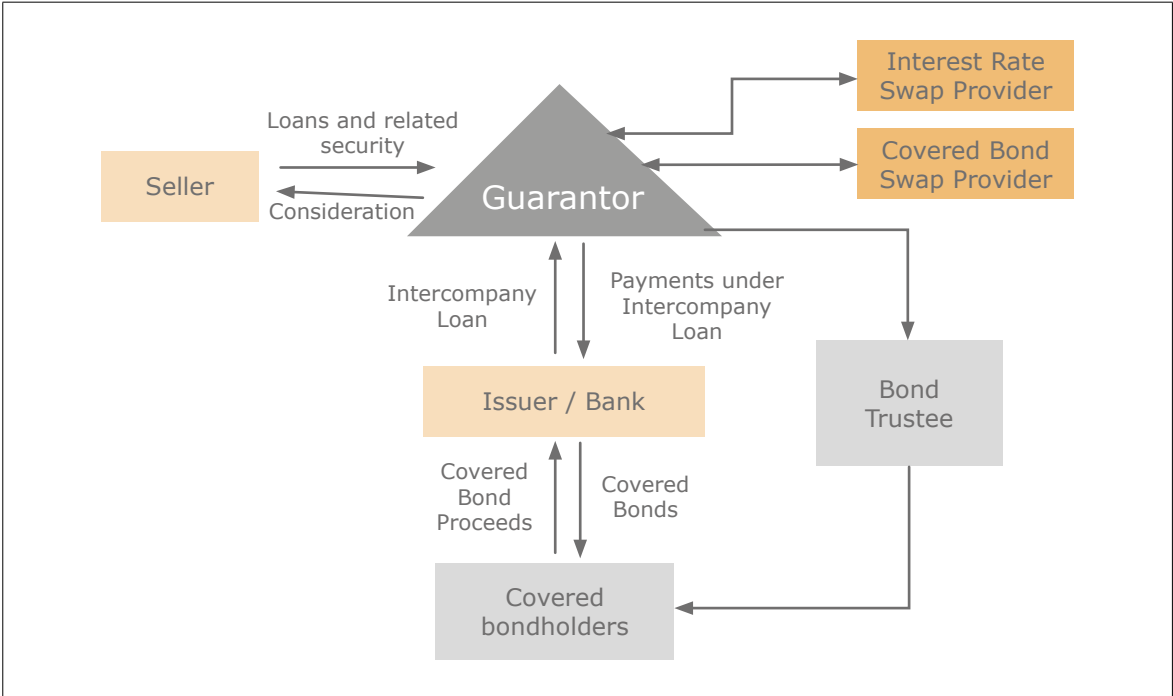 Interest Rate
Swap Provider
Loans and related
security
Covered Bond
Swap Provider
Seller
Guarantor
Consideration
Intercompany
Loan
Payments under
Intercompany
Loan
Issuer / Bank
Bond
Trustee
Covered
Bond
Proceeds
Covered
Bonds
Covered
bondholders